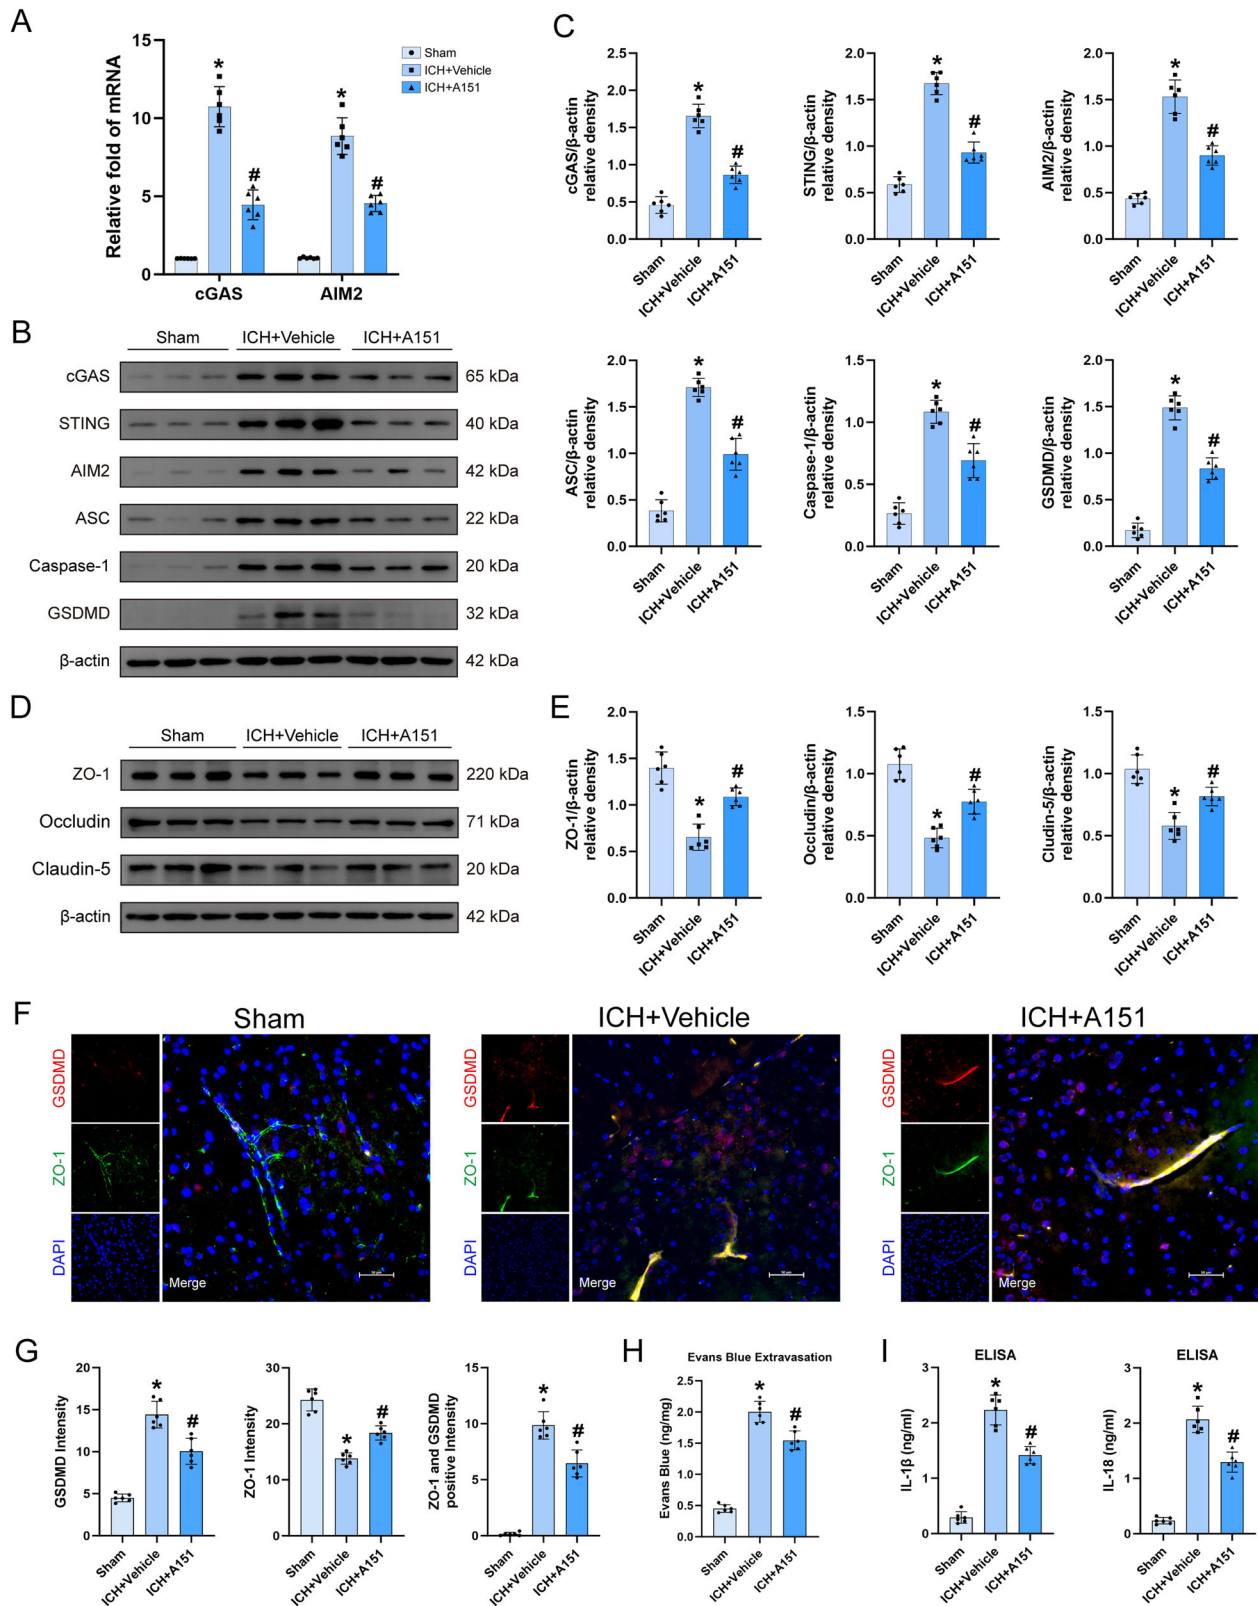 A
Relative fold of mRNA
15
10
5
0
cGAS
AIM2
*
#
*
#
Sham
ICH+Vehicle
ICH+A151
B
Sham
ICH+Vehicle
ICH+A151
cGAS
65 kDa
STING
40 kDa
AIM2
42 kDa
ASC
22 kDa
Caspase-1
20 kDa
GSDMD
32 kDa
β-actin
42 kDa
C
cGAS/β-actin
relative density
2.5
2.0
1.5
1.0
0.5
0.0
*
#
Sham
ICH+Vehicle
ICH+A151
STING/β-actin
relative density
2.0
1.5
1.0
0.5
0.0
*
#
Sham
ICH+Vehicle
ICH+A151
AIM2/β-actin
relative density
2.0
1.5
1.0
0.5
0.0
*
#
Sham
ICH+Vehicle
ICH+A151
ASC/β-actin
relative density
2.0
1.5
1.0
0.5
0.0
*
#
Sham
ICH+Vehicle
ICH+A151
Caspase-1/β-actin
relative density
1.5
1.0
0.5
0.0
*
#
Sham
ICH+Vehicle
ICH+A151
GSDMD/β-actin
relative density
2.0
1.5
1.0
0.5
0.0
*
#
Sham
ICH+Vehicle
ICH+A151
D
Sham
ICH+Vehicle
ICH+A151
ZO-1
220 kDa
Occludin
71 kDa
Claudin-5
20 kDa
β-actin
42 kDa
E
ZO-1/β-actin
relative density
2.0
1.5
1.0
0.5
0.0
*
#
Sham
ICH+Vehicle
ICH+A151
Occludin/β-actin
relative density
1.5
1.0
0.5
0.0
*
#
Sham
ICH+Vehicle
ICH+A151
Cludin-5/β-actin
relative density
1.5
1.0
0.5
0.0
*
#
Sham
ICH+Vehicle
ICH+A151
F
Sham
GSDMD
ZO-1
DAPI
Merge
50 μm
ICH+Vehicle
GSDMD
ZO-1
DAPI
Merge
50 μm
ICH+A151
GSDMD
ZO-1
DAPI
Merge
50 μm
G
GSDMD Intensity
20
15
10
5
0
*
#
Sham
ICH+Vehicle
ICH+A151
ZO-1 Intensity
30
20
10
0
*
#
Sham
ICH+Vehicle
ICH+A151
ZO-1 and GSDMD
positive Intensity
15
10
5
0
*
#
Sham
ICH+Vehicle
ICH+A151
H
Evans Blue Extravasation
Evans Blue (ng/mg)
2.5
2.0
1.5
1.0
0.5
0.0
*
#
Sham
ICH+Vehicle
ICH+A151
I
ELISA
IL-1β (ng/ml)
3
2
1
0
*
#
Sham
ICH+Vehicle
ICH+A151
ELISA
IL-18 (ng/ml)
3
2
1
0
*
#
Sham
ICH+Vehicle
ICH+A151